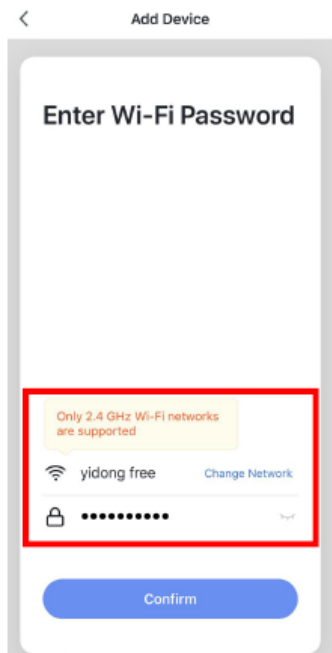 Add Device
Enter Wi-Fi Password
Only 2.4 GHz Wi-Fi networks
are supported
yidong free Change Network
••••••••••
Confirm